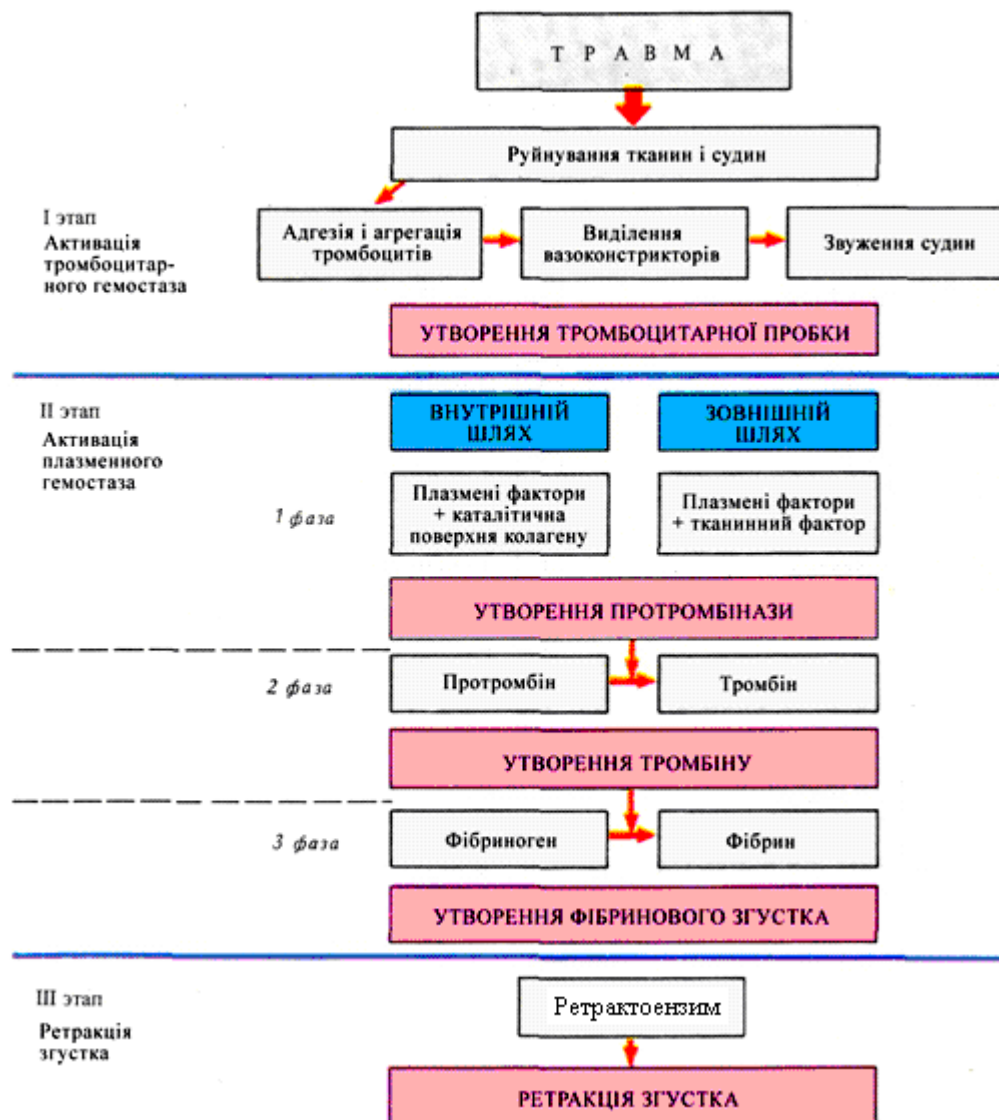 Т Р А В М А
Руйнування тканин і судин
I этап
Активація
тромбоцитар-
ного гемостаза
Адгезія і агрегація
тромбоцитів
Виділення
вазоконстрикторів
Звуження судин
УТВОРЕННЯ ТРОМБОЦИТАРНОЇ ПРОБКИ
II этап
Активація
плазменного
гемостаза
ВНУТРІШНІЙ
ШЛЯХ
ЗОВНІШНІЙ
ШЛЯХ
1 фаза
Плазмені фактори
+ каталітична
поверхня колагену
Плазмені фактори
+ тканинний фактор
УТВОРЕННЯ ПРОТРОМБІНАЗИ
2 фаза
Протромбін
Тромбін
УТВОРЕННЯ ТРОМБІНУ
3 фаза
Фібриноген
Фібрин
УТВОРЕННЯ ФІБРИНОВОГО ЗГУСТКА
III этап
Ретракція
згустка
Ретрактоензим
РЕТРАКЦІЯ ЗГУСТКА